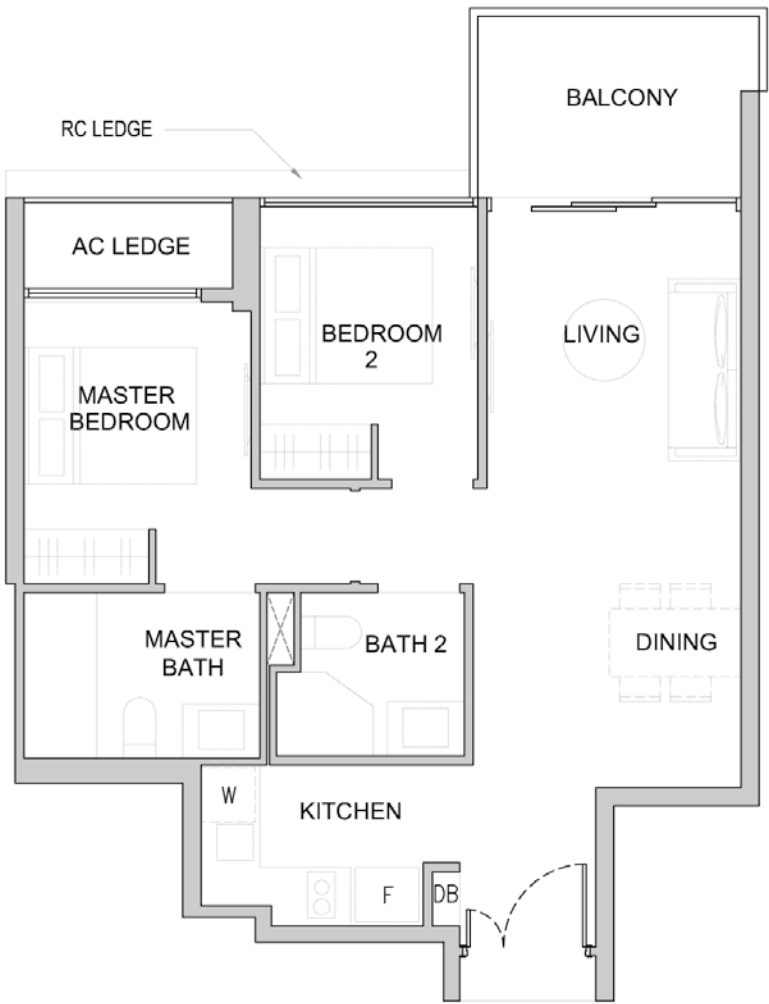 BALCONY
RC LEDGE
AC LEDGE
BEDROOM
2
LIVING
MASTER
BEDROOM
MASTER
BATH
BATH 2
DINING
W
KITCHEN
F
DB